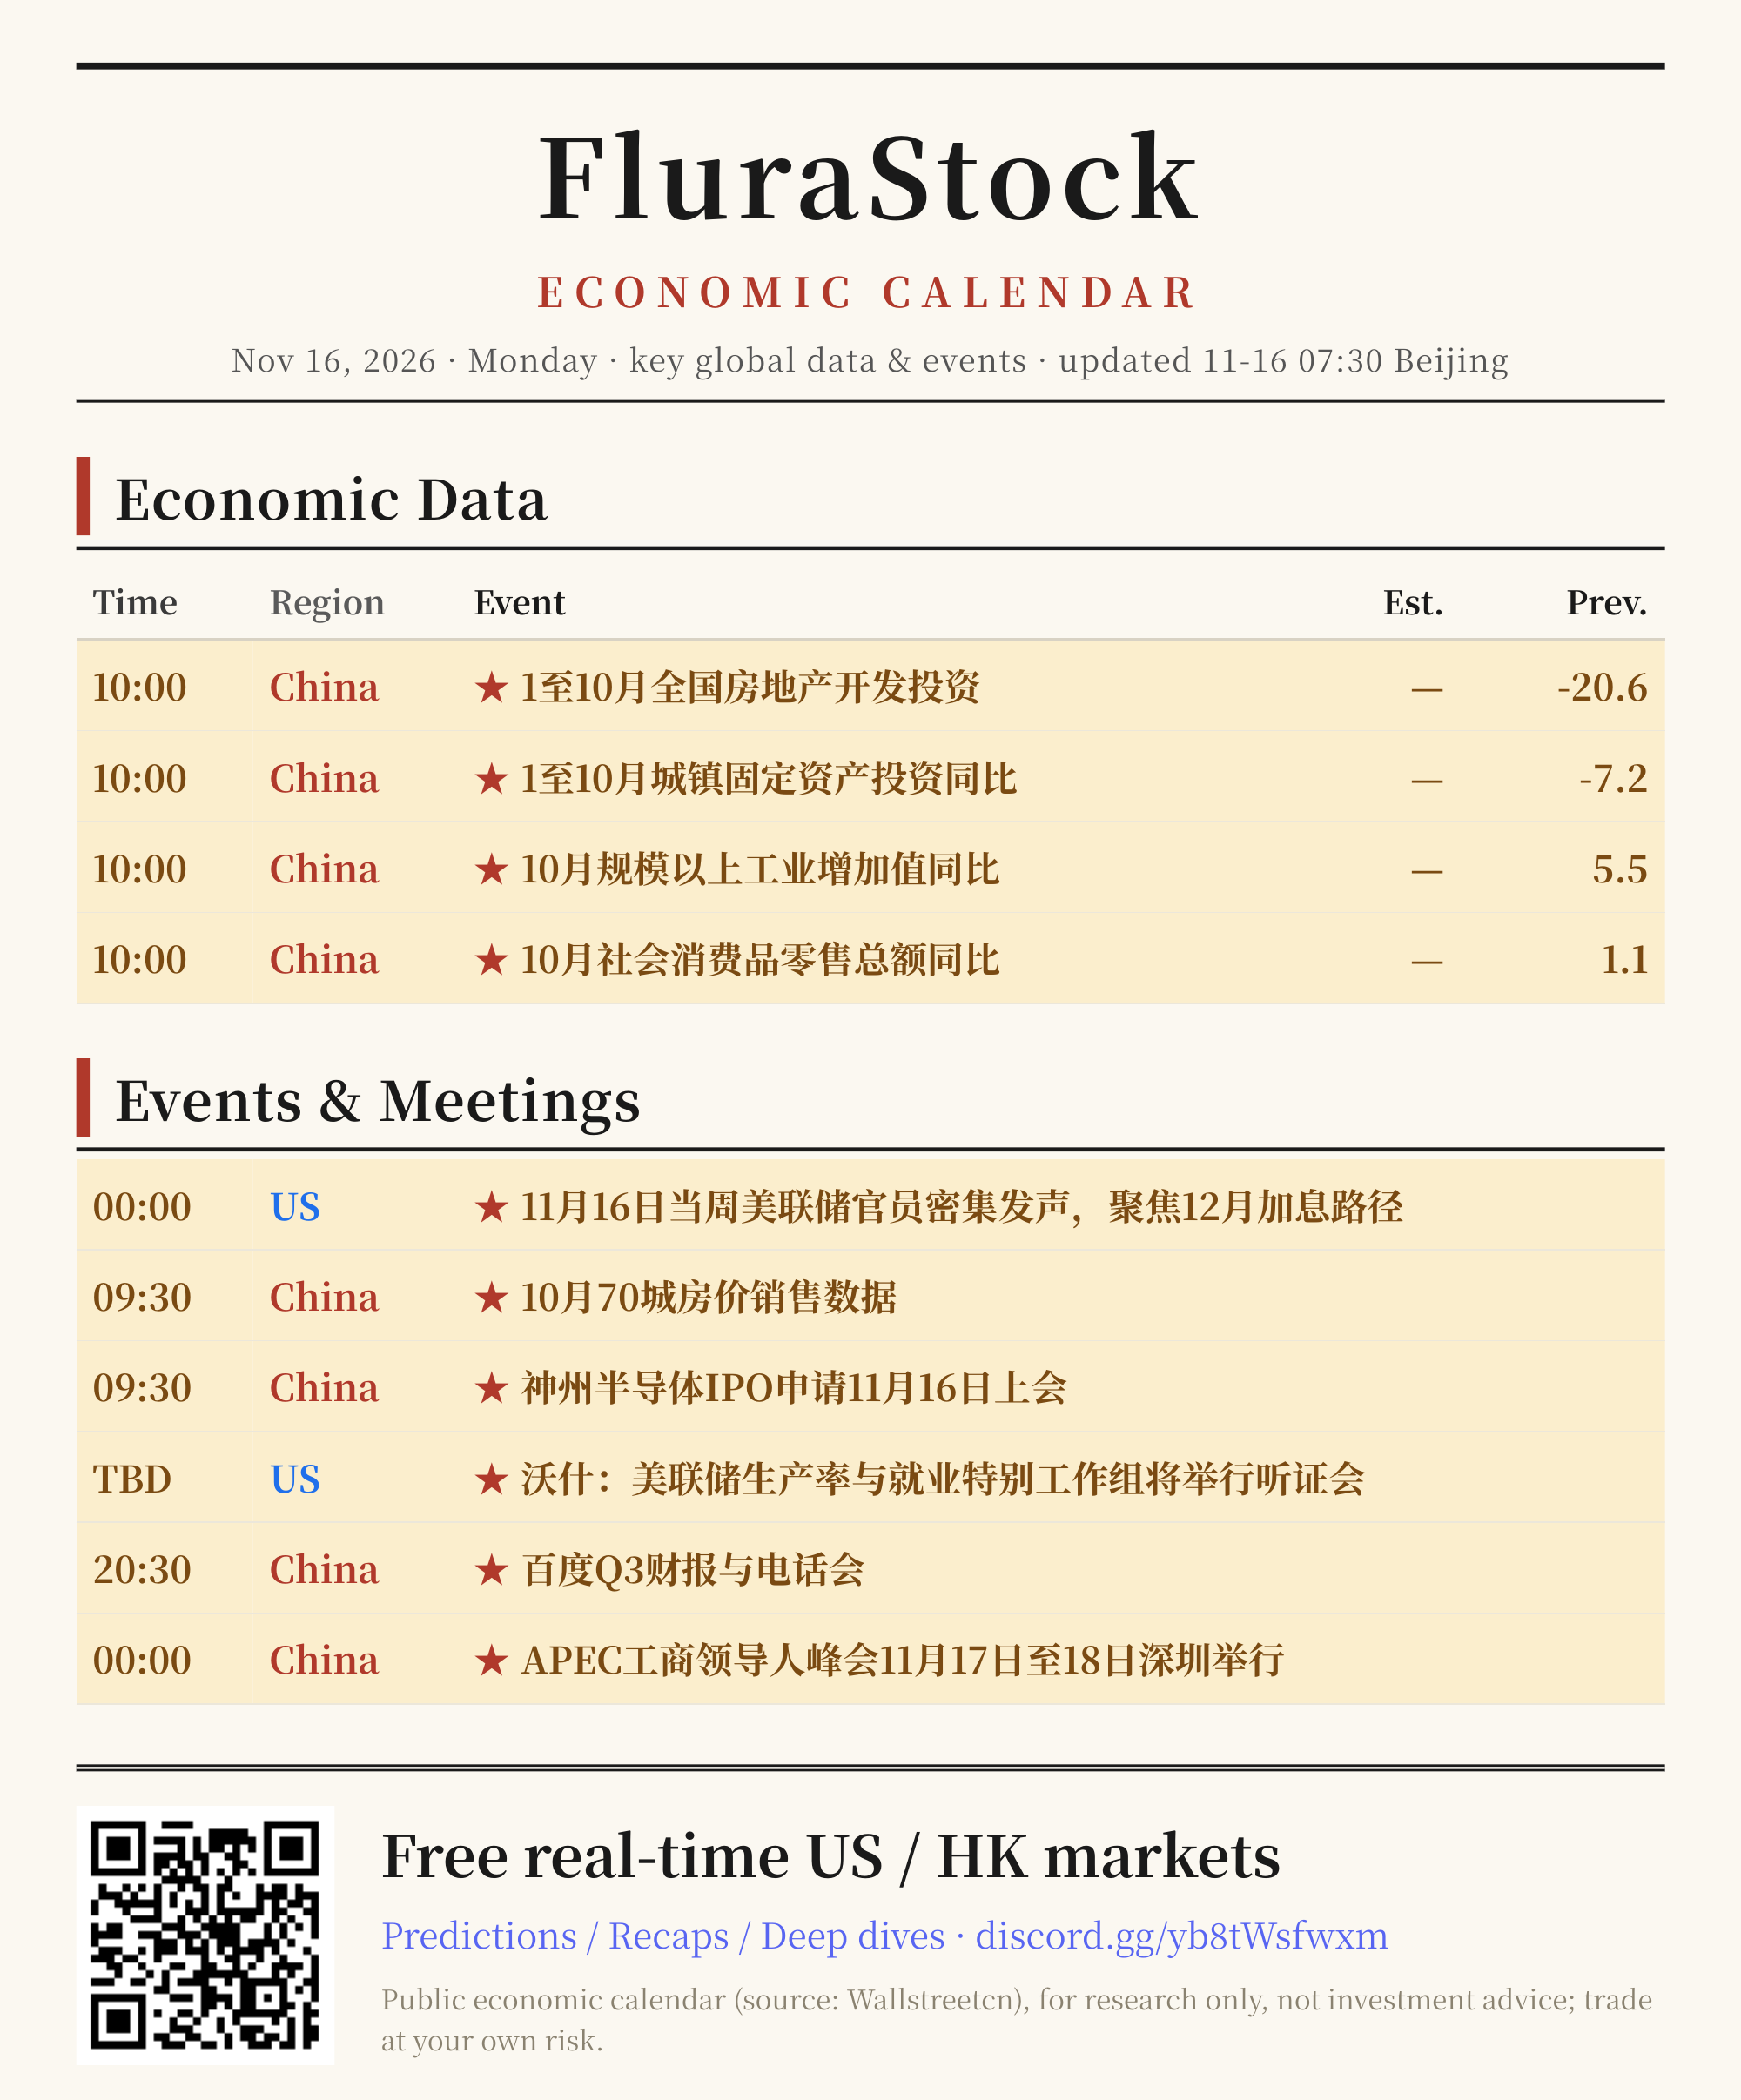 FluraStock
ECONOMIC CALENDAR
Nov 16, 2026 · Monday · key global data & events · updated 11-16 07:30 Beijing
Economic Data
Time Region Event Est. Prev.
10:00 China ★ 1至10月全国房地产开发投资 — -20.6
10:00 China ★ 1至10月城镇固定资产投资同比 — -7.2
10:00 China ★ 10月规模以上工业增加值同比 — 5.5
10:00 China ★ 10月社会消费品零售总额同比 — 1.1
Events & Meetings
00:00 US ★ 11月16日当周美联储官员密集发声，聚焦12月加息路径
09:30 China ★ 10月70城房价销售数据
09:30 China ★ 神州半导体IPO申请11月16日上会
TBD US ★ 沃什：美联储生产率与就业特别工作组将举行听证会
20:30 China ★ 百度Q3财报与电话会
00:00 China ★ APEC工商领导人峰会11月17日至18日深圳举行
Free real-time US / HK markets
Predictions / Recaps / Deep dives · discord.gg/yb8tWsfwxm
Public economic calendar (source: Wallstreetcn), for research only, not investment advice; trade
at your own risk.